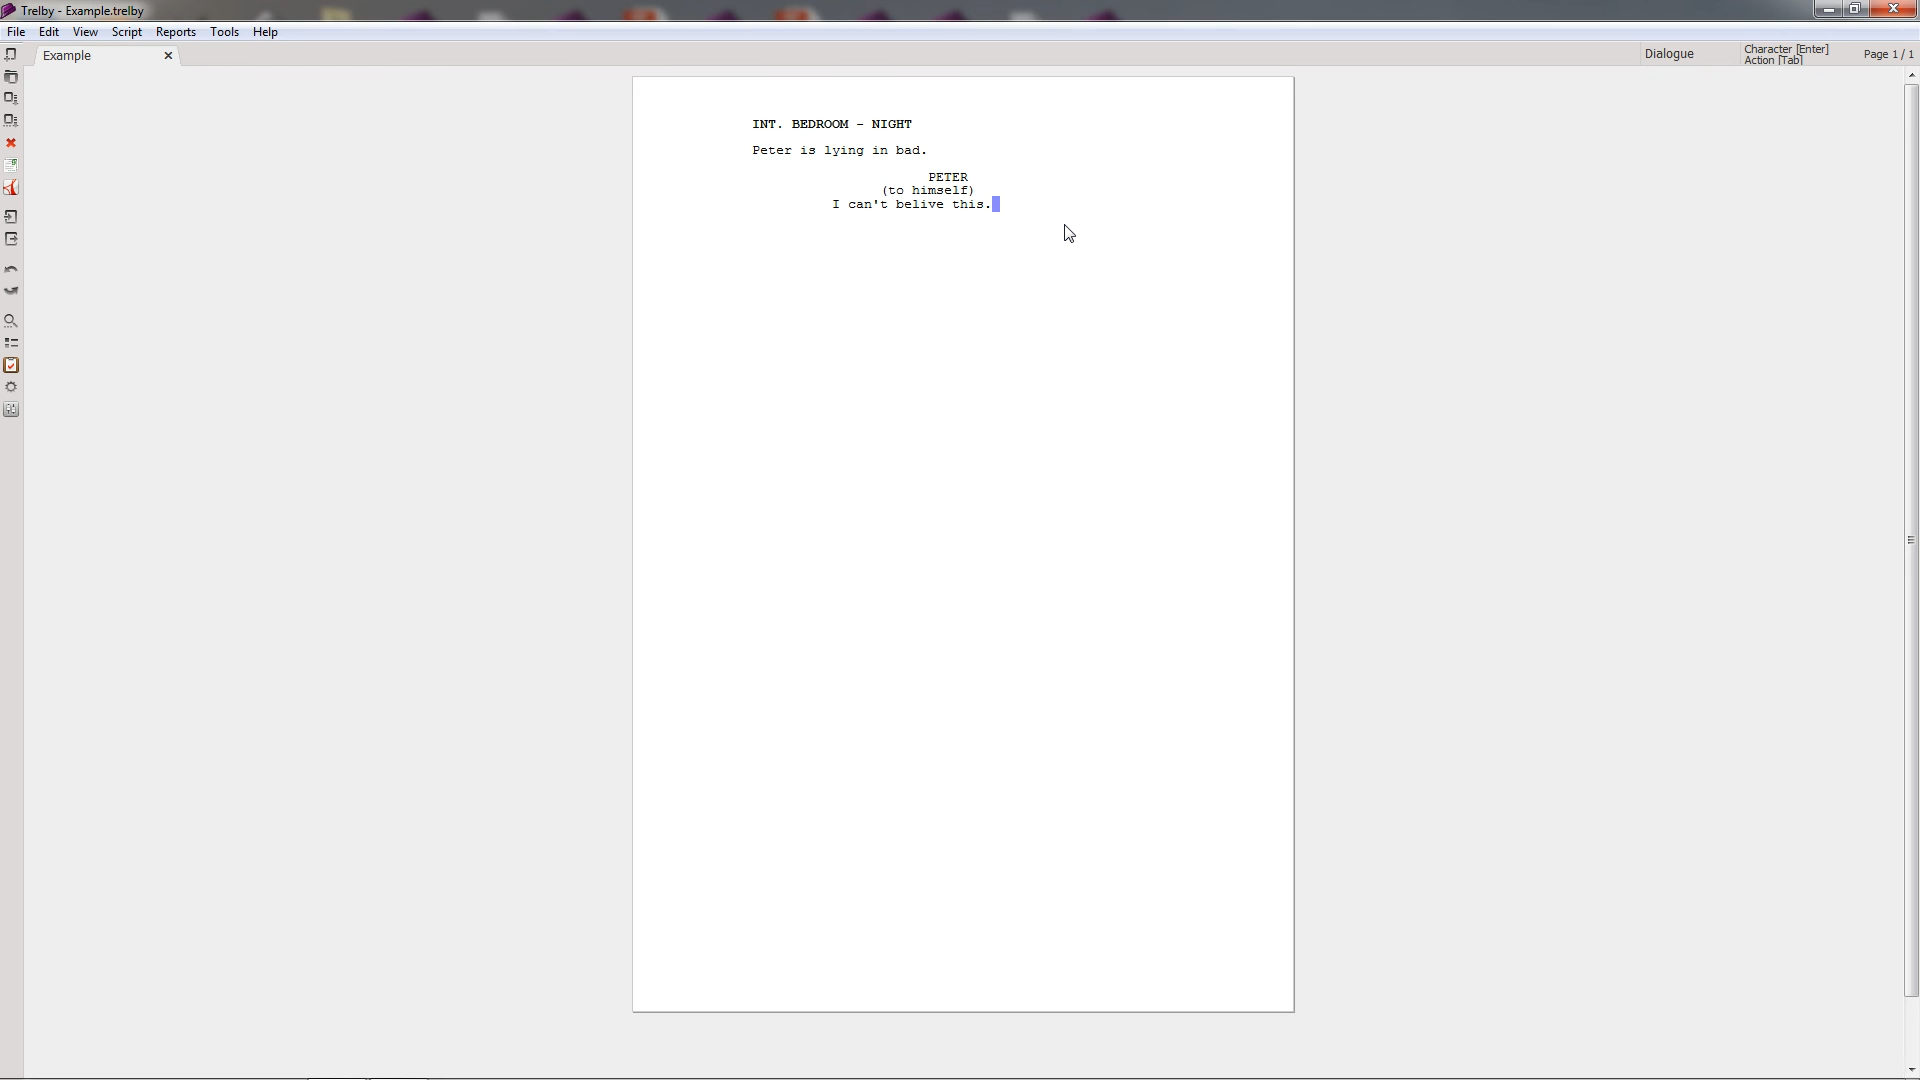 Trelby - Example.trelby
File Edit View Script Reports Tools Help
Example
Dialogue
Character [Enter]
Action [Tab]
Page 1 / 1
INT. BEDROOM - NIGHT
Peter is lying in bad.
PETER
(to himself)
I can't belive this.